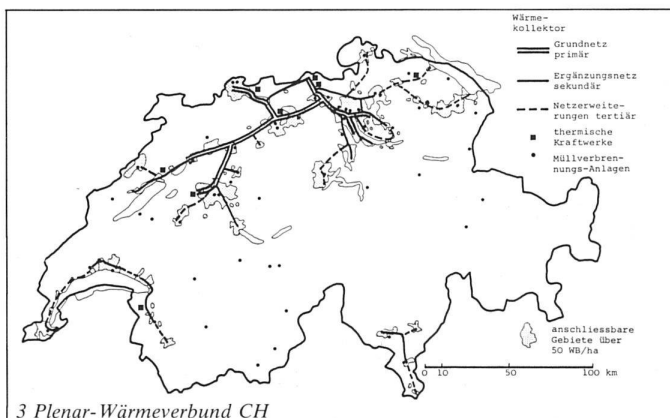 Wärme-
kollektor
Grundnetz
primär
Ergänzungsnetz
sekundär
Netzerweite-
rungen tertiär
thermische
Kraftwerke
Müllverbren-
nungs-Anlagen
anschliessbare
Gebiete über
50 WB/ha
0 10 50 100 km
3 Plenar-Wärmeverbund CH